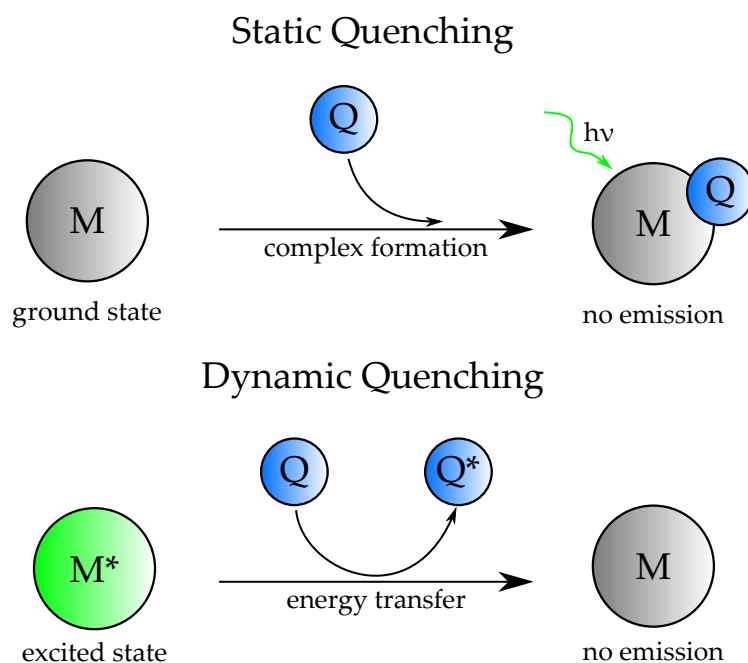 Static Quenching
Q
hν
M
M
Q
complex formation
ground state
no emission
Dynamic Quenching
Q
Q*
M*
M
energy transfer
excited state
no emission